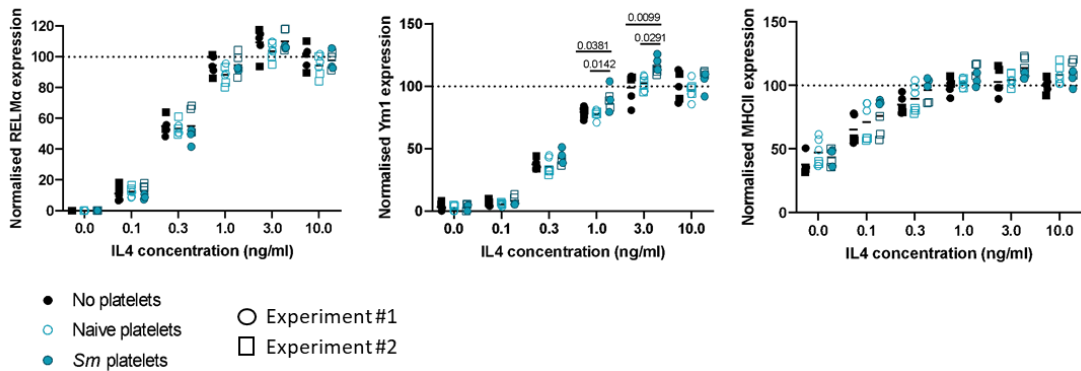 Normalised RELMα expression
120
100
80
60
40
20
0
0.0 0.1 0.3 1.0 3.0 10.0
IL4 concentration (ng/ml)
Normalised Ym1 expression
150
100
50
0
0.0381
0.0142
0.0099
0.0291
0.0 0.1 0.3 1.0 3.0 10.0
IL4 concentration (ng/ml)
Normalised MHCII expression
150
100
50
0
0.0 0.1 0.3 1.0 3.0 10.0
IL4 concentration (ng/ml)
No platelets
Naive platelets
Sm platelets
Experiment #1
Experiment #2